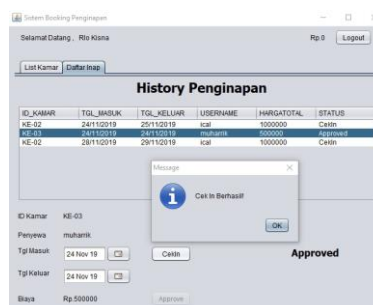 Sistem Booking Penginapan
Selamat Datang , Rio Kisna Rp.0 Logout
List Kamar Daftar Inap
History Penginapan
ID_KAMAR TGL_MASUK TGL_KELUAR USERNAME HARGATOTAL STATUS
KE-02 24/11/2019 25/11/2019 ical 1000000 CekIn
KE-03 24/11/2019 24/11/2019 muharrik 500000 Approved
KE-02 28/11/2019 29/11/2019 ical 1000000 CekIn
Message
Cek In Berhasil!
OK
ID Kamar KE-03
Penyewa muharrik
Tgl Masuk 24 Nov 19 CekIn Approved
Tgl Keluar 24 Nov 19
Biaya Rp.500000 Approve